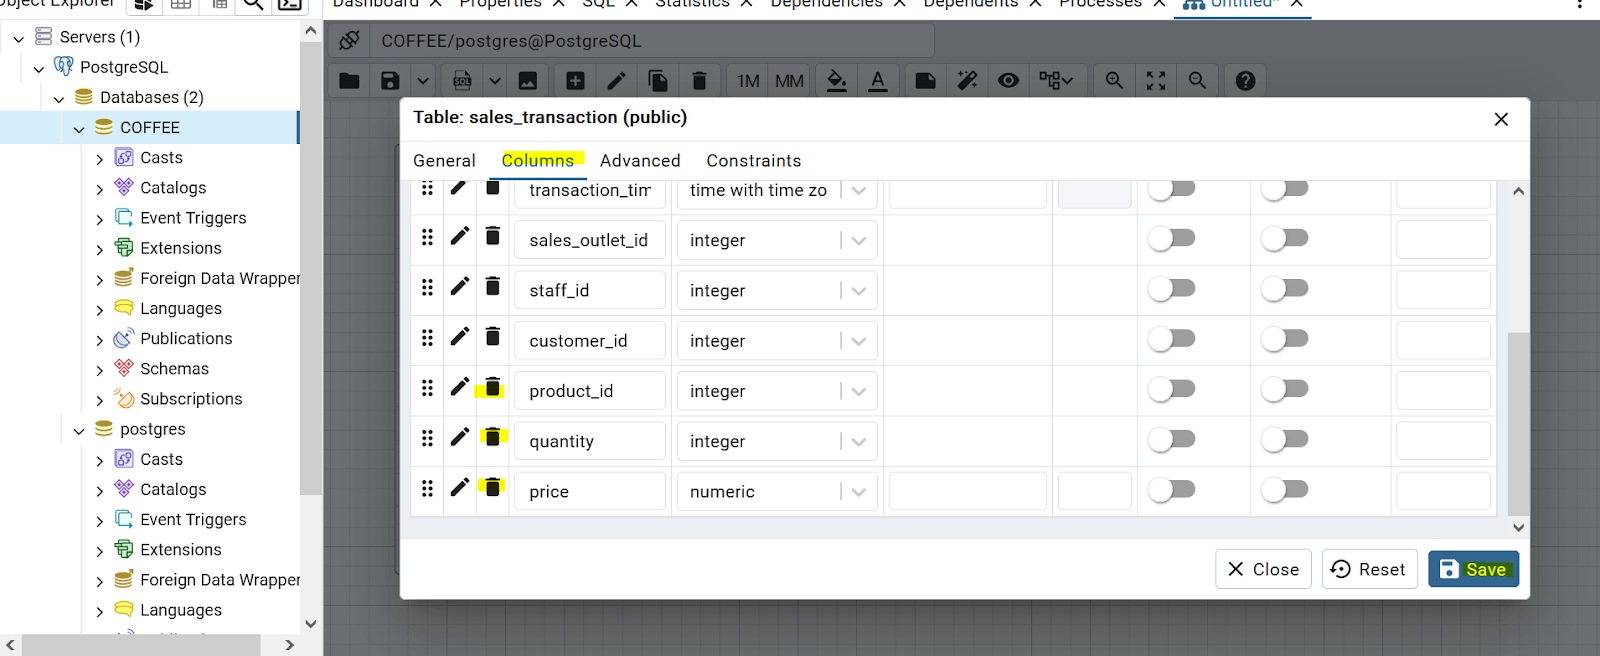 Object Explorer
Dashboard X Properties X SQL X Statistics X Dependencies X Dependents X Processes X Untitled* X
Servers (1)
PostgreSQL
Databases (2)
COFFEE
Casts
Catalogs
Event Triggers
Extensions
Foreign Data Wrapper
Languages
Publications
Schemas
Subscriptions
postgres
Casts
Catalogs
Event Triggers
Extensions
Foreign Data Wrapper
Languages
COFFEE/postgres@PostgreSQL
SQL 1M MM A ?
Table: sales_transaction (public)
General Columns Advanced Constraints
transaction_tim time with time zo
sales_outlet_id integer
staff_id integer
customer_id integer
product_id integer
quantity integer
price numeric
Close Reset Save